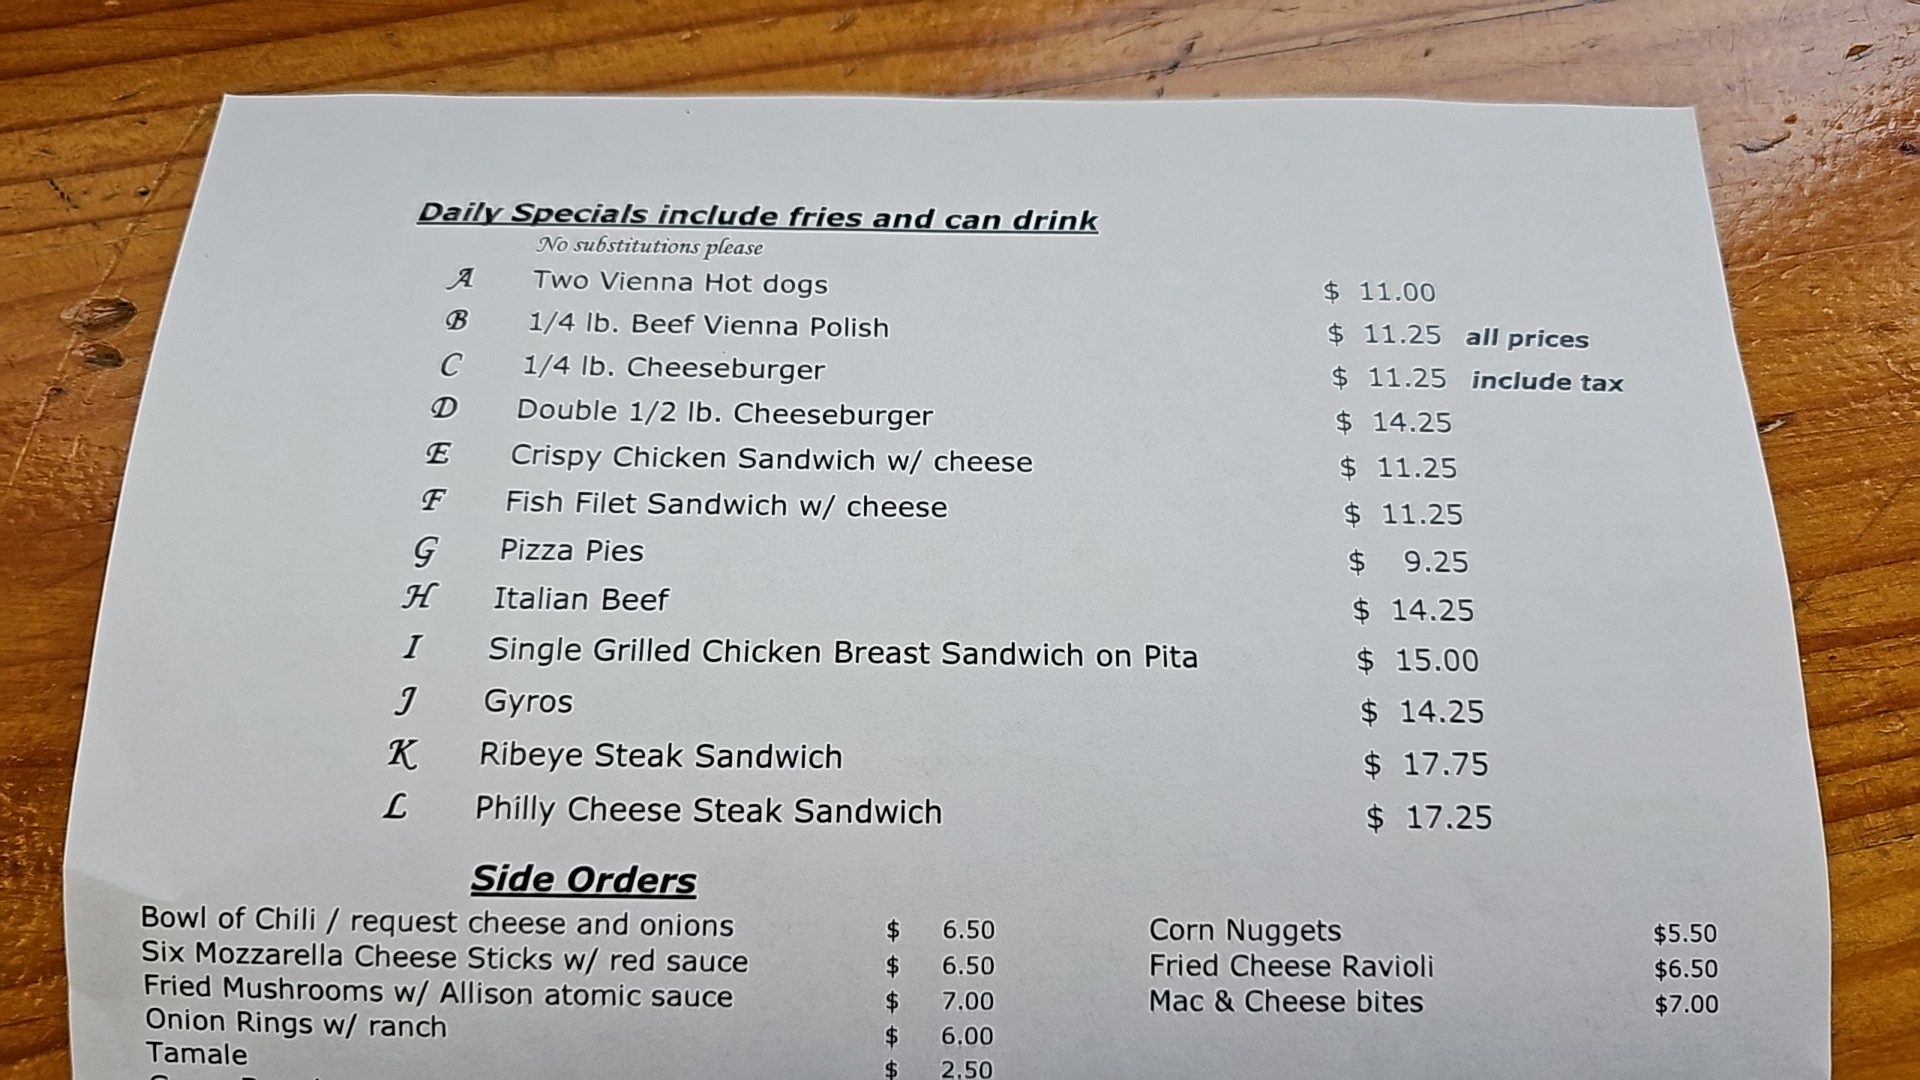 Daily Specials include fries and can drink
No substitutions please
A Two Vienna Hot dogs $ 11.00
B 1/4 lb. Beef Vienna Polish $ 11.25 all prices
C 1/4 lb. Cheeseburger $ 11.25 include tax
D Double 1/2 lb. Cheeseburger $ 14.25
E Crispy Chicken Sandwich w/ cheese $ 11.25
F Fish Filet Sandwich w/ cheese $ 11.25
G Pizza Pies $ 9.25
H Italian Beef $ 14.25
I Single Grilled Chicken Breast Sandwich on Pita $ 15.00
J Gyros $ 14.25
K Ribeye Steak Sandwich $ 17.75
L Philly Cheese Steak Sandwich $ 17.25
Side Orders
Bowl of Chili / request cheese and onions $ 6.50 Corn Nuggets $5.50
Six Mozzarella Cheese Sticks w/ red sauce $ 6.50 Fried Cheese Ravioli $6.50
Fried Mushrooms w/ Allison atomic sauce $ 7.00 Mac & Cheese bites $7.00
Onion Rings w/ ranch $ 6.00
Tamale $ 2.50